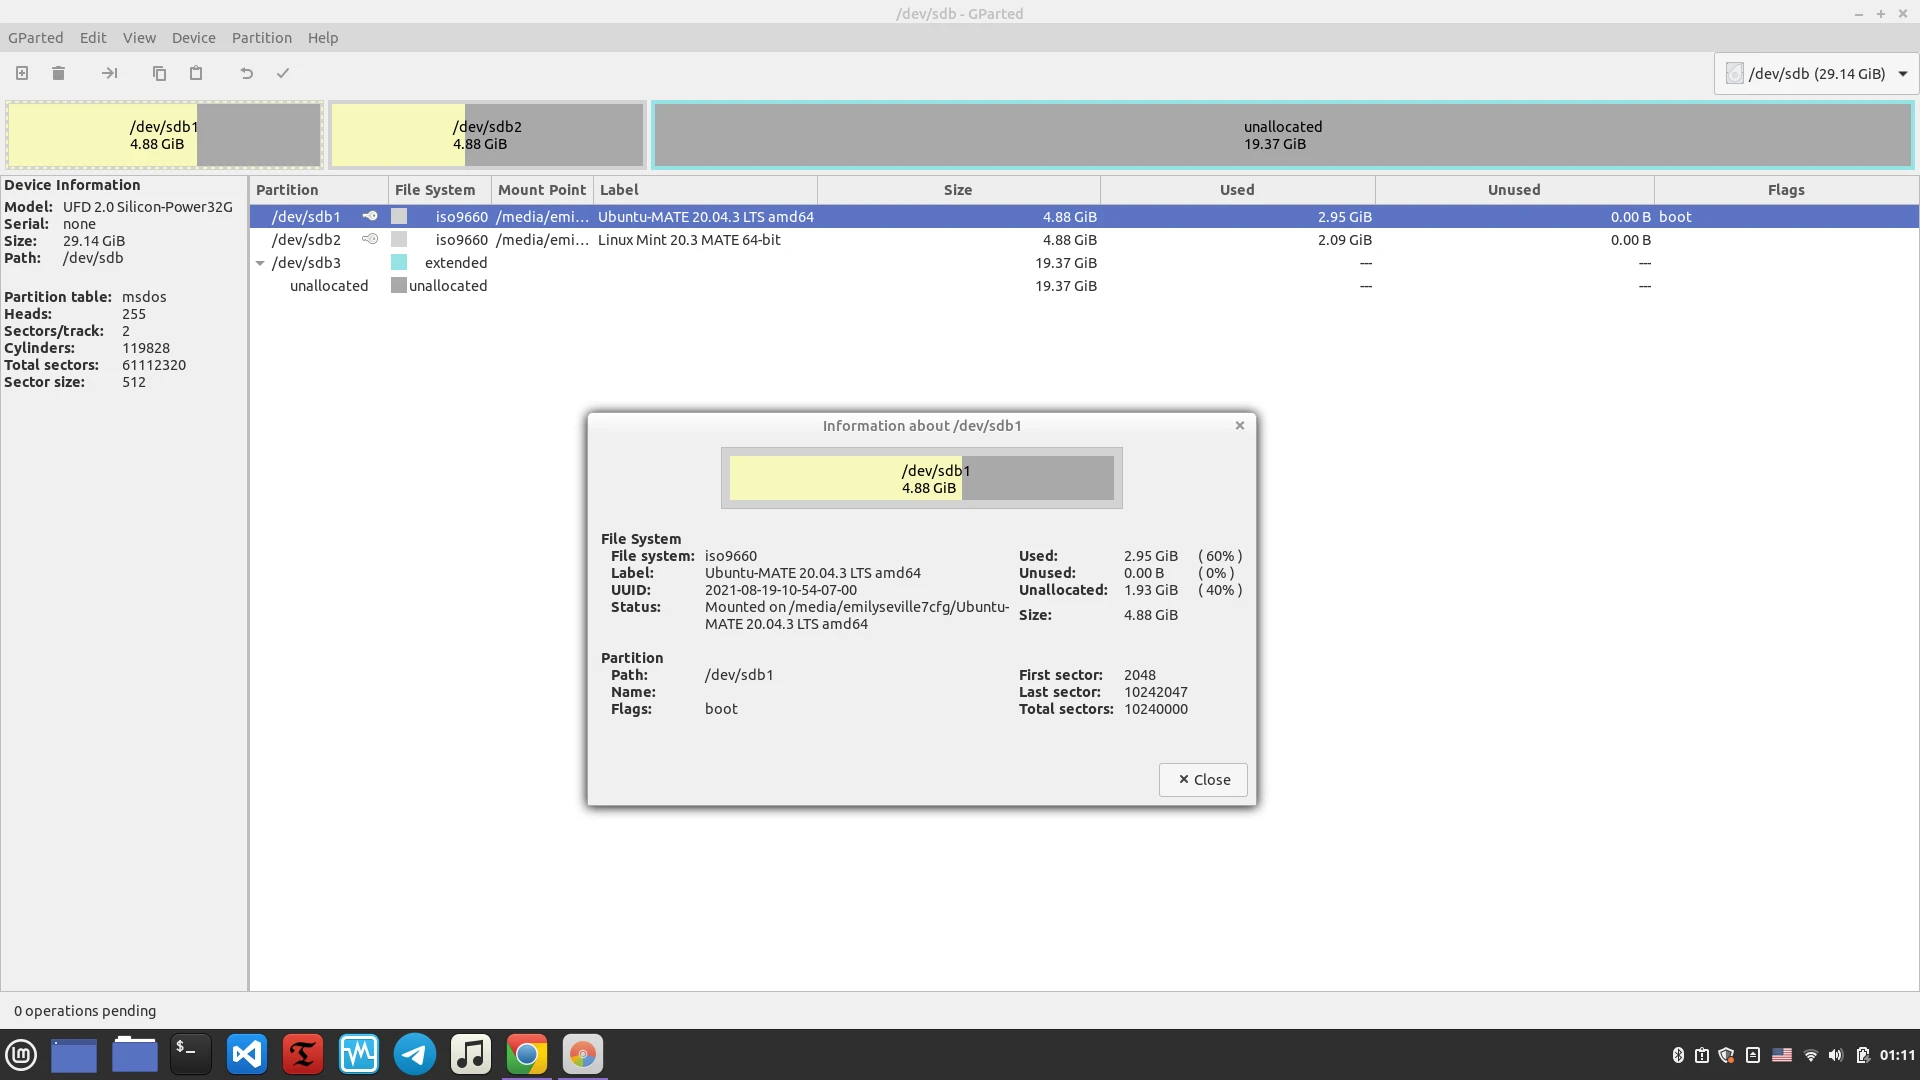 /dev/sdb - GParted
GParted Edit View Device Partition Help
/dev/sdb (29.14 GiB)
/dev/sdb1
4.88 GiB
/dev/sdb2
4.88 GiB
unallocated
19.37 GiB
Device Information
Model: UFD 2.0 Silicon-Power32G
Serial: none
Size: 29.14 GiB
Path: /dev/sdb
Partition table: msdos
Heads: 255
Sectors/track: 2
Cylinders: 119828
Total sectors: 61112320
Sector size: 512
Partition File System Mount Point Label Size Used Unused Flags
/dev/sdb1 iso9660 /media/emi... Ubuntu-MATE 20.04.3 LTS amd64 4.88 GiB 2.95 GiB 0.00 B boot
/dev/sdb2 iso9660 /media/emi... Linux Mint 20.3 MATE 64-bit 4.88 GiB 2.09 GiB 0.00 B
/dev/sdb3 extended 19.37 GiB --- ---
unallocated unallocated 19.37 GiB --- ---
Information about /dev/sdb1
/dev/sdb1
4.88 GiB
File System
File system: iso9660
Label: Ubuntu-MATE 20.04.3 LTS amd64
UUID: 2021-08-19-10-54-07-00
Status: Mounted on /media/emilyseville7cfg/Ubuntu-
MATE 20.04.3 LTS amd64
Used: 2.95 GiB ( 60% )
Unused: 0.00 B ( 0% )
Unallocated: 1.93 GiB ( 40% )
Size: 4.88 GiB
Partition
Path: /dev/sdb1
Name:
Flags: boot
First sector: 2048
Last sector: 10242047
Total sectors: 10240000
Close
0 operations pending
01:11